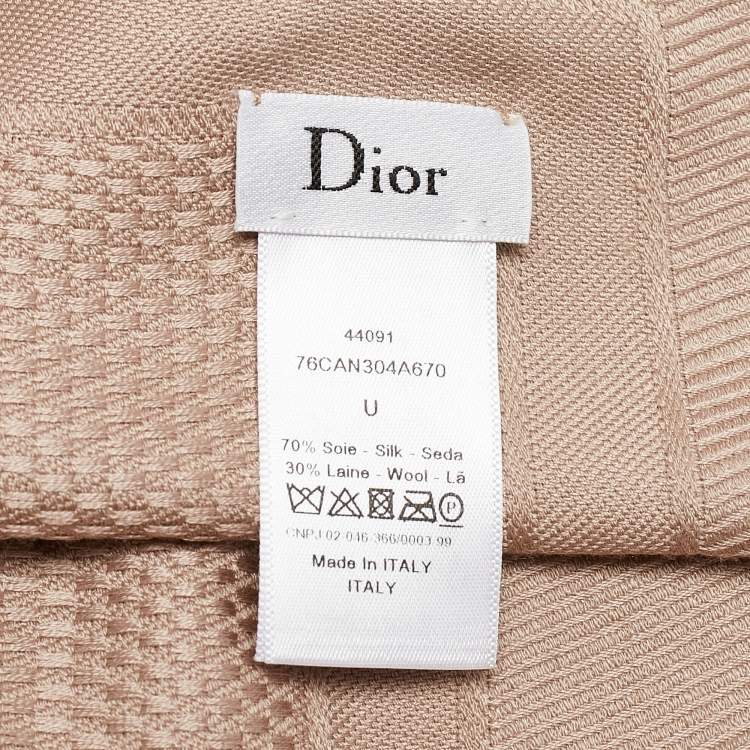 Dior
44091
76CAN304A670
U
70% Soie - Silk - Seda
30% Laine - Wool - Lã
P
CNPJ 02·046·366/0003·99
Made In ITALY
ITALY